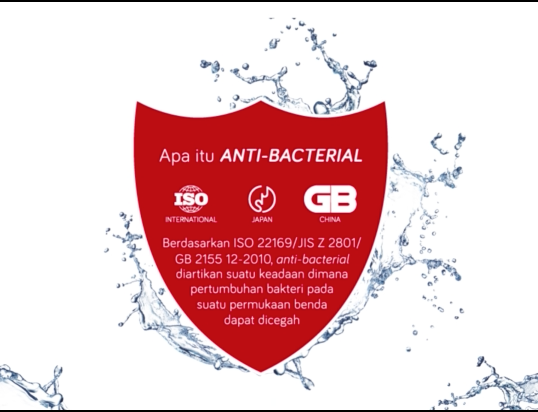 Apa itu ANTI-BACTERIAL
ISO GB
INTERNATIONAL JAPAN CHINA
Berdasarkan ISO 22169/JIS Z 2801/
GB 2155 12-2010, anti-bacterial
diartikan suatu keadaan dimana
pertumbuhan bakteri pada
suatu permukaan benda
dapat dicegah